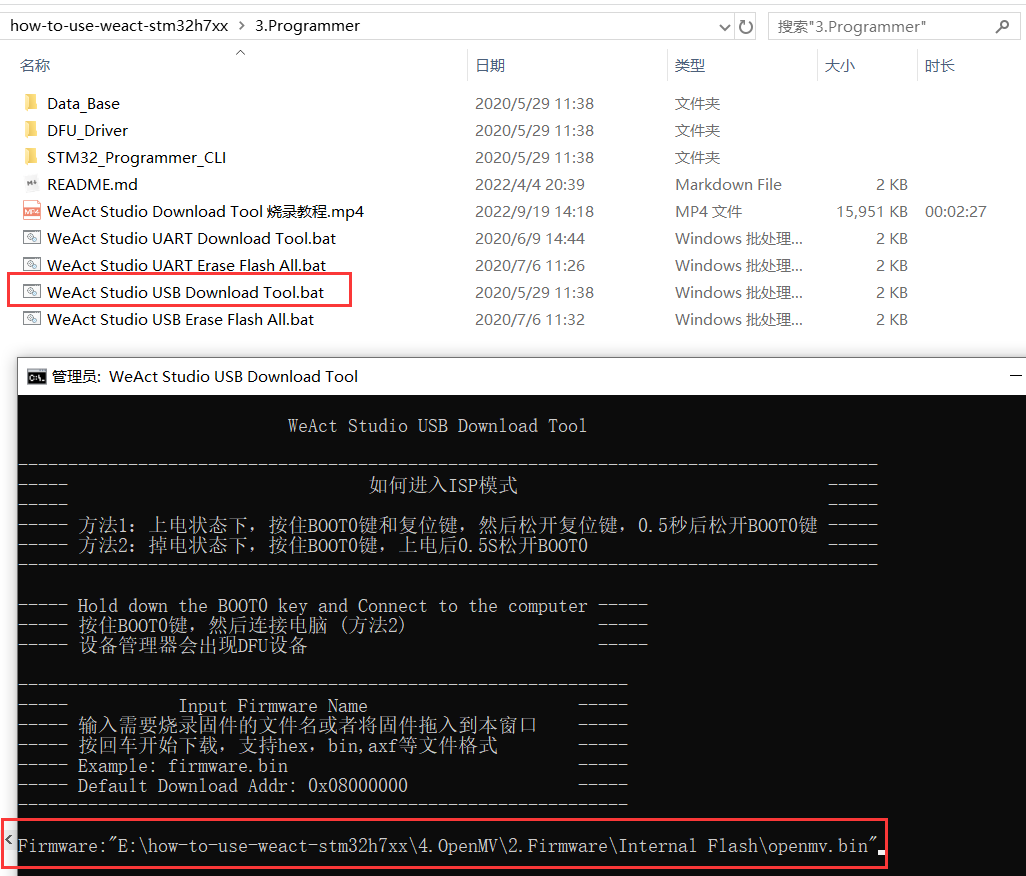 how-to-use-weact-stm32h7xx > 3.Programmer 搜索"3.Programmer"
名称 日期 类型 大小 时长
Data_Base 2020/5/29 11:38 文件夹
DFU_Driver 2020/5/29 11:38 文件夹
STM32_Programmer_CLI 2020/5/29 11:38 文件夹
README.md 2022/4/4 20:39 Markdown File 2 KB
WeAct Studio Download Tool 烧录教程.mp4 2022/9/19 14:18 MP4 文件 15,951 KB 00:02:27
WeAct Studio UART Download Tool.bat 2020/6/9 14:44 Windows 批处理... 2 KB
WeAct Studio UART Erase Flash All.bat 2020/7/6 11:26 Windows 批处理... 2 KB
WeAct Studio USB Download Tool.bat 2020/5/29 11:38 Windows 批处理... 2 KB
WeAct Studio USB Erase Flash All.bat 2020/7/6 11:32 Windows 批处理... 2 KB
管理员: WeAct Studio USB Download Tool
WeAct Studio USB Download Tool
--------------------------------------------------------------------------------------
----- 如何进入ISP模式 -----
----- -----
----- 方法1：上电状态下，按住BOOT0键和复位键，然后松开复位键，0.5秒后松开BOOT0键 -----
----- 方法2：掉电状态下，按住BOOT0键，上电后0.5S松开BOOT0 -----
--------------------------------------------------------------------------------------
----- Hold down the BOOT0 key and Connect to the computer -----
----- 按住BOOT0键，然后连接电脑（方法2） -----
----- 设备管理器会出现DFU设备 -----
-------------------------------------------------------------
----- Input Firmware Name -----
----- 输入需要烧录固件的文件名或者将固件拖入到本窗口 -----
----- 按回车开始下载，支持hex，bin,axf等文件格式 -----
----- Example: firmware.bin -----
----- Default Download Addr: 0x08000000 -----
-------------------------------------------------------------
Firmware:"E:\how-to-use-weact-stm32h7xx\4.OpenMV\2.Firmware\Internal Flash\openmv.bin"